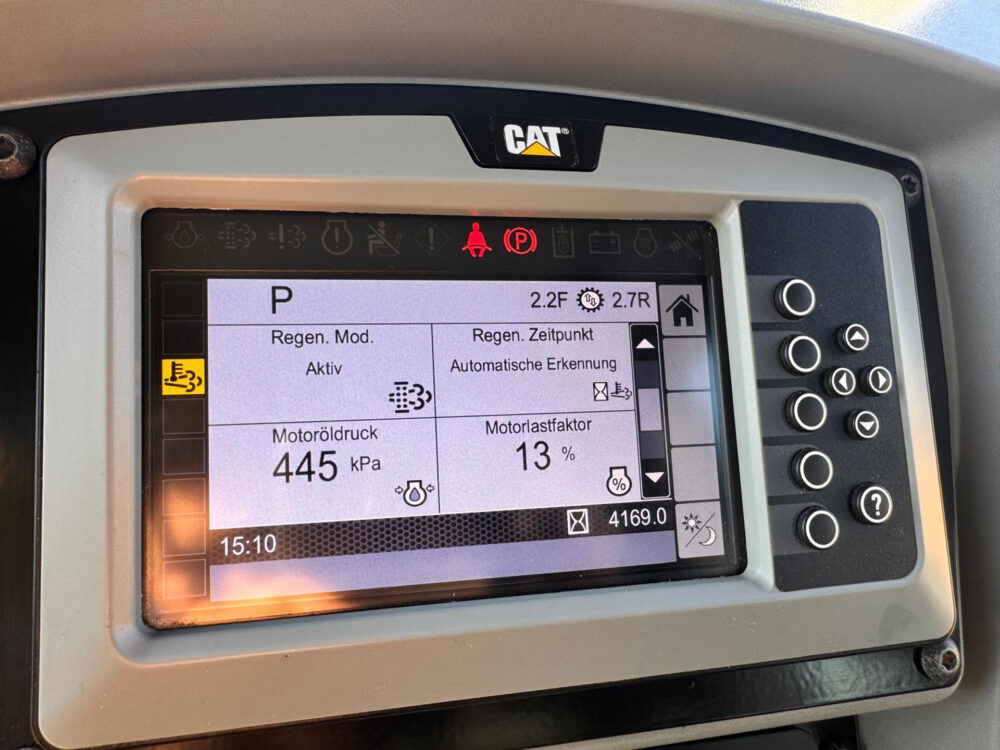 CAT®
P
P
2.2F 2.7R
Regen. Mod.
Aktiv
Regen. Zeitpunkt
Automatische Erkennung
Motoröldruck
445 kPa
Motorlastfaktor
13 %
%
4169.0
15:10
?